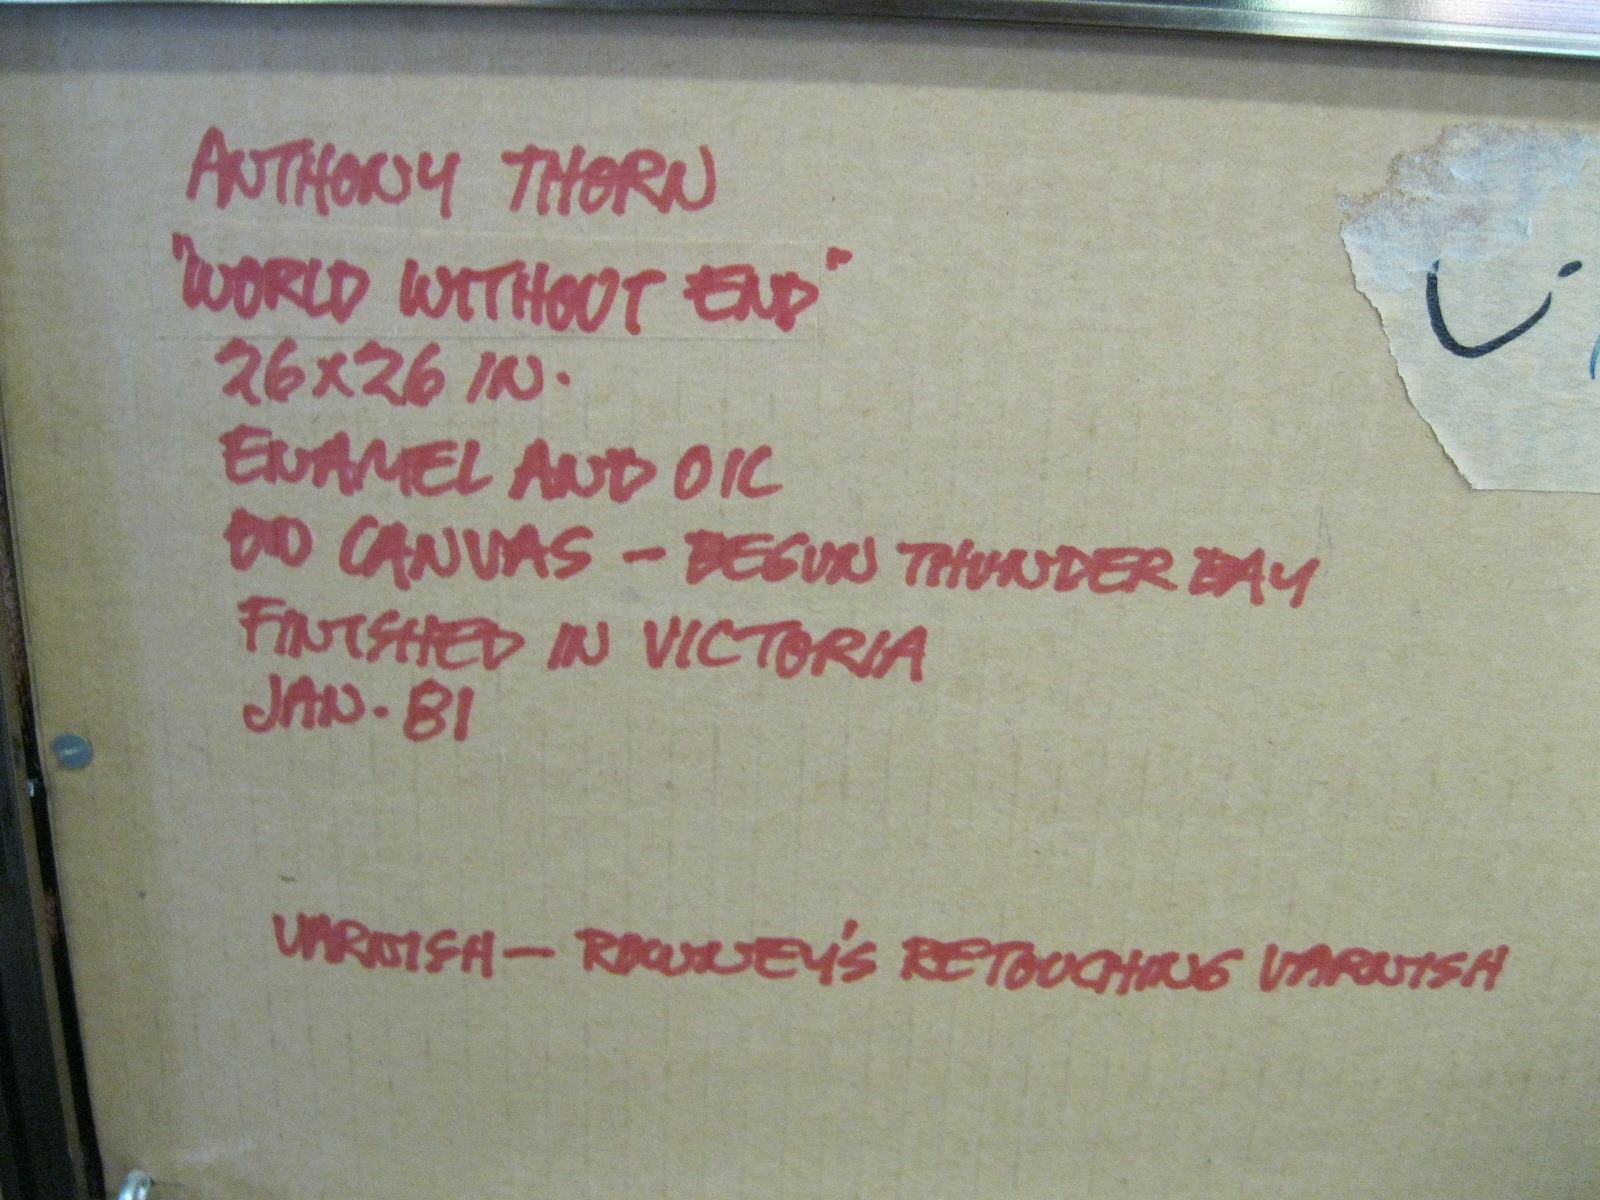 ANTHONY THORN
"WORLD WITHOUT END"
26x26 IN.
ENAMEL AND OIL
ON CANVAS – BEGUN THUNDER BAY
FINISHED IN VICTORIA
JAN. 81
VARNISH – ROWNEY'S RETOUCHING VARNISH